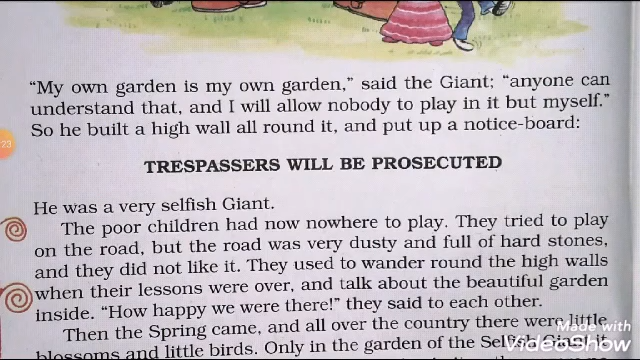 "My own garden is my own garden," said the Giant; "anyone can
understand that, and I will allow nobody to play in it but myself."
So he built a high wall all round it, and put up a notice-board:
TRESPASSERS WILL BE PROSECUTED
He was a very selfish Giant.
The poor children had now nowhere to play. They tried to play
on the road, but the road was very dusty and full of hard stones,
and they did not like it. They used to wander round the high walls
when their lessons were over, and talk about the beautiful garden
inside. "How happy we were there!" they said to each other.
Then the Spring came, and all over the country there were little
blossoms and little birds. Only in the garden of the
:23
Made with
VideoShow